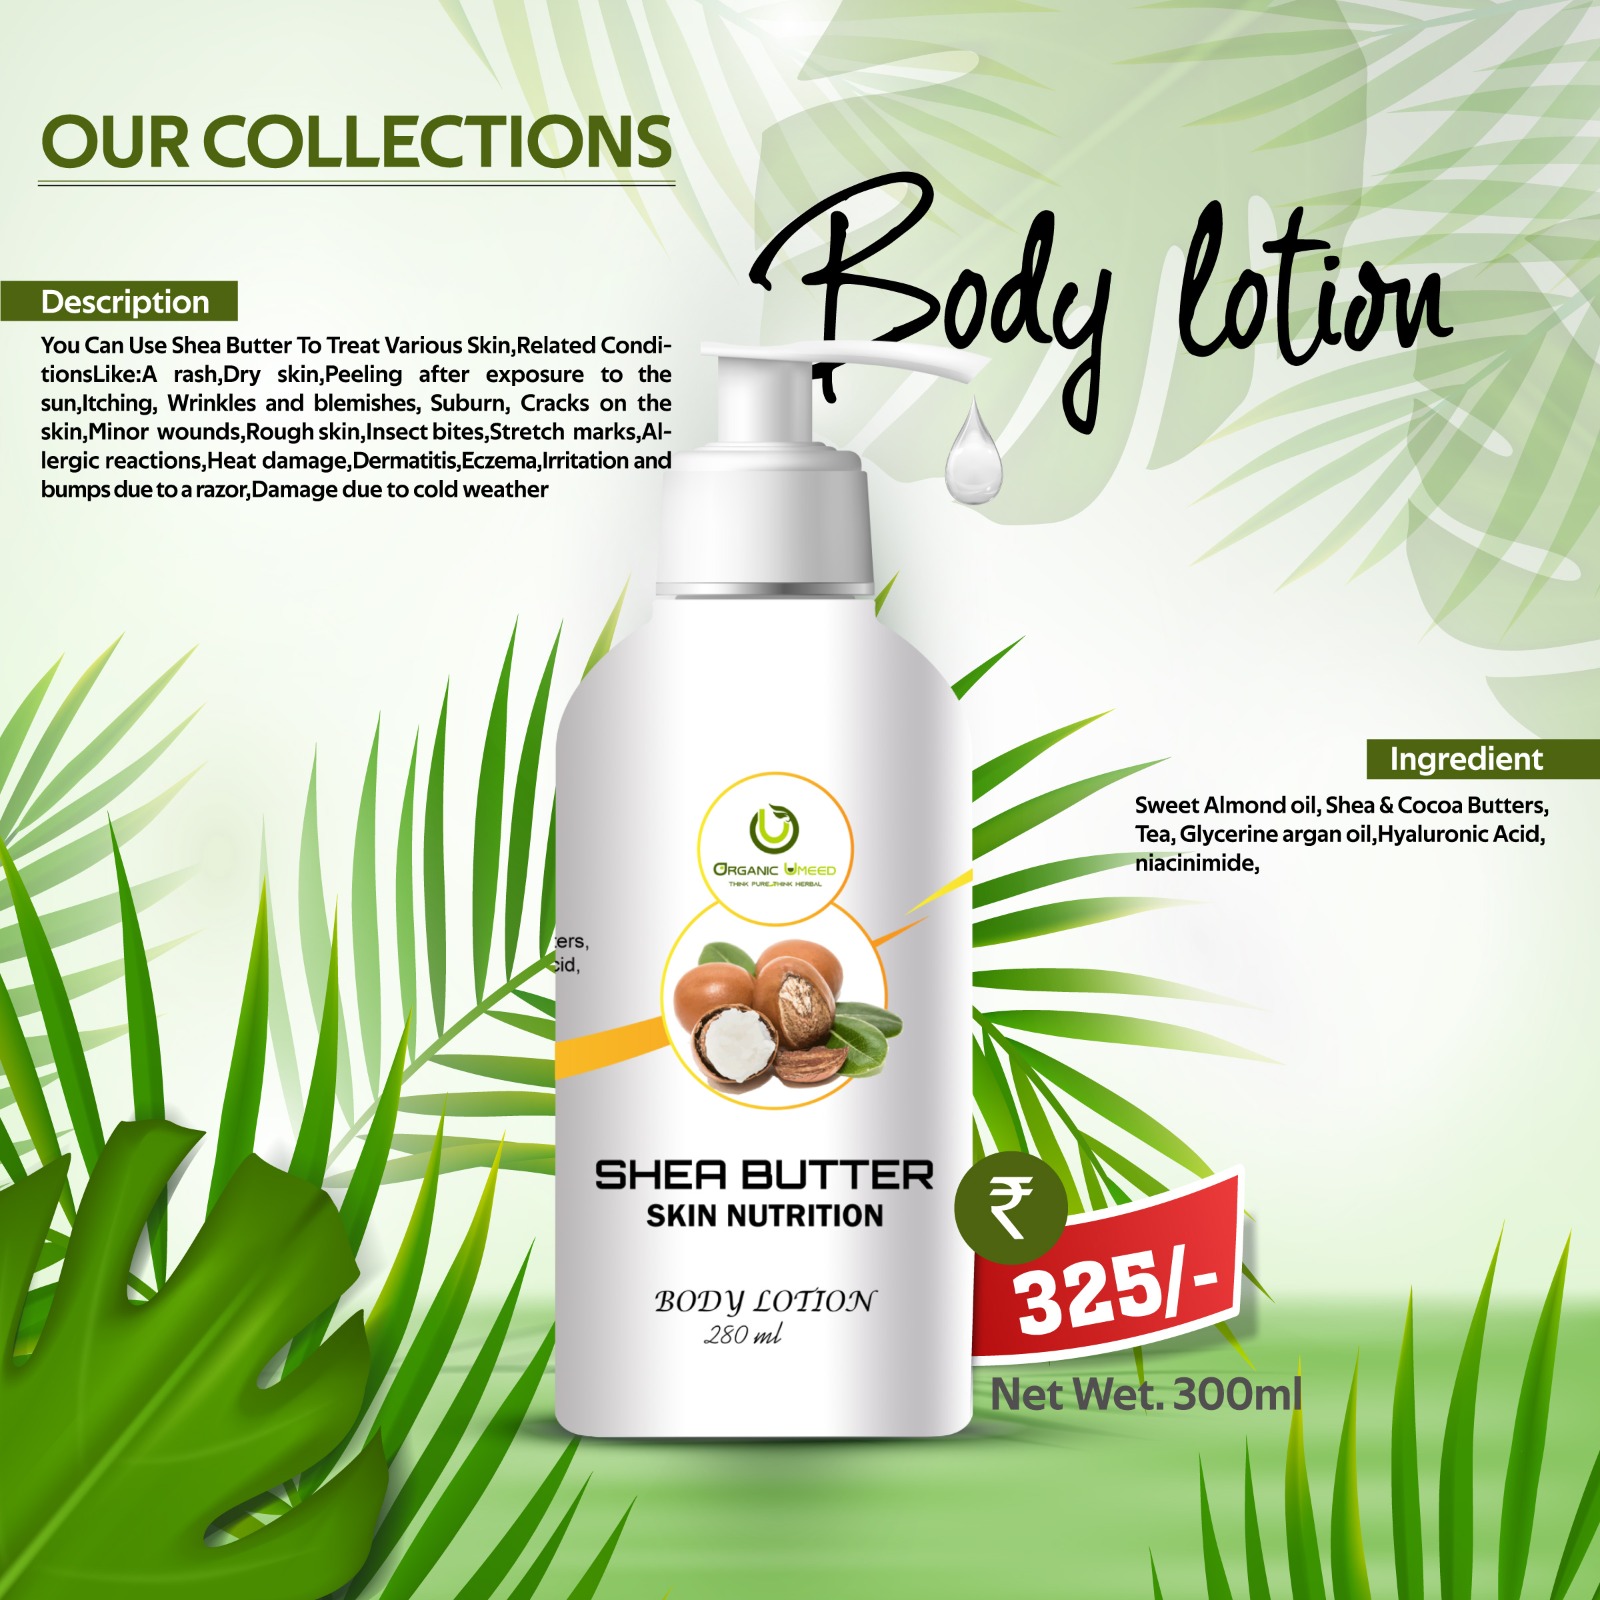 OUR COLLECTIONS
Body lotion
Description
You Can Use Shea Butter To Treat Various Skin,Related Condi-
tionsLike:A rash,Dry skin,Peeling after exposure to the
sun,Itching, Wrinkles and blemishes, Suburn, Cracks on the
skin,Minor wounds,Rough skin,Insect bites,Stretch marks,Al-
lergic reactions,Heat damage,Dermatitis,Eczema,Irritation and
bumps due to a razor,Damage due to cold weather
Ingredient
Sweet Almond oil, Shea & Cocoa Butters,
Tea, Glycerine argan oil,Hyaluronic Acid,
niacinimide,
ORGANIC UMEED
THINK PURE,THINK HERBAL
ters,
cid,
SHEA BUTTER
SKIN NUTRITION
BODY LOTION
280 ml
₹
325/-
Net Wet. 300ml